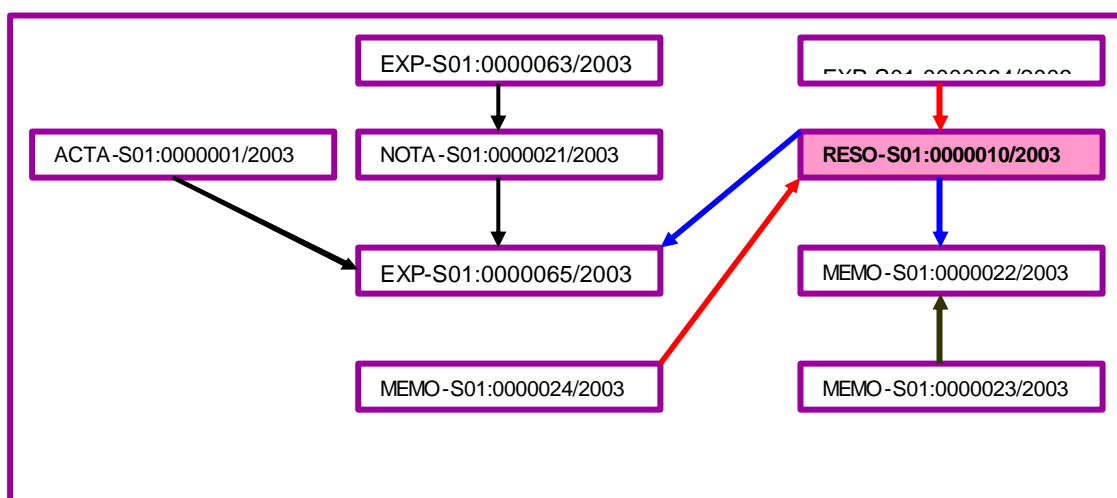 EXP-S01:0000063/2003
ACTA-S01:0000001/2003
NOTA-S01:0000021/2003
RESO-S01:0000010/2003
EXP-S01:0000065/2003
MEMO-S01:0000022/2003
MEMO-S01:0000024/2003
MEMO-S01:0000023/2003